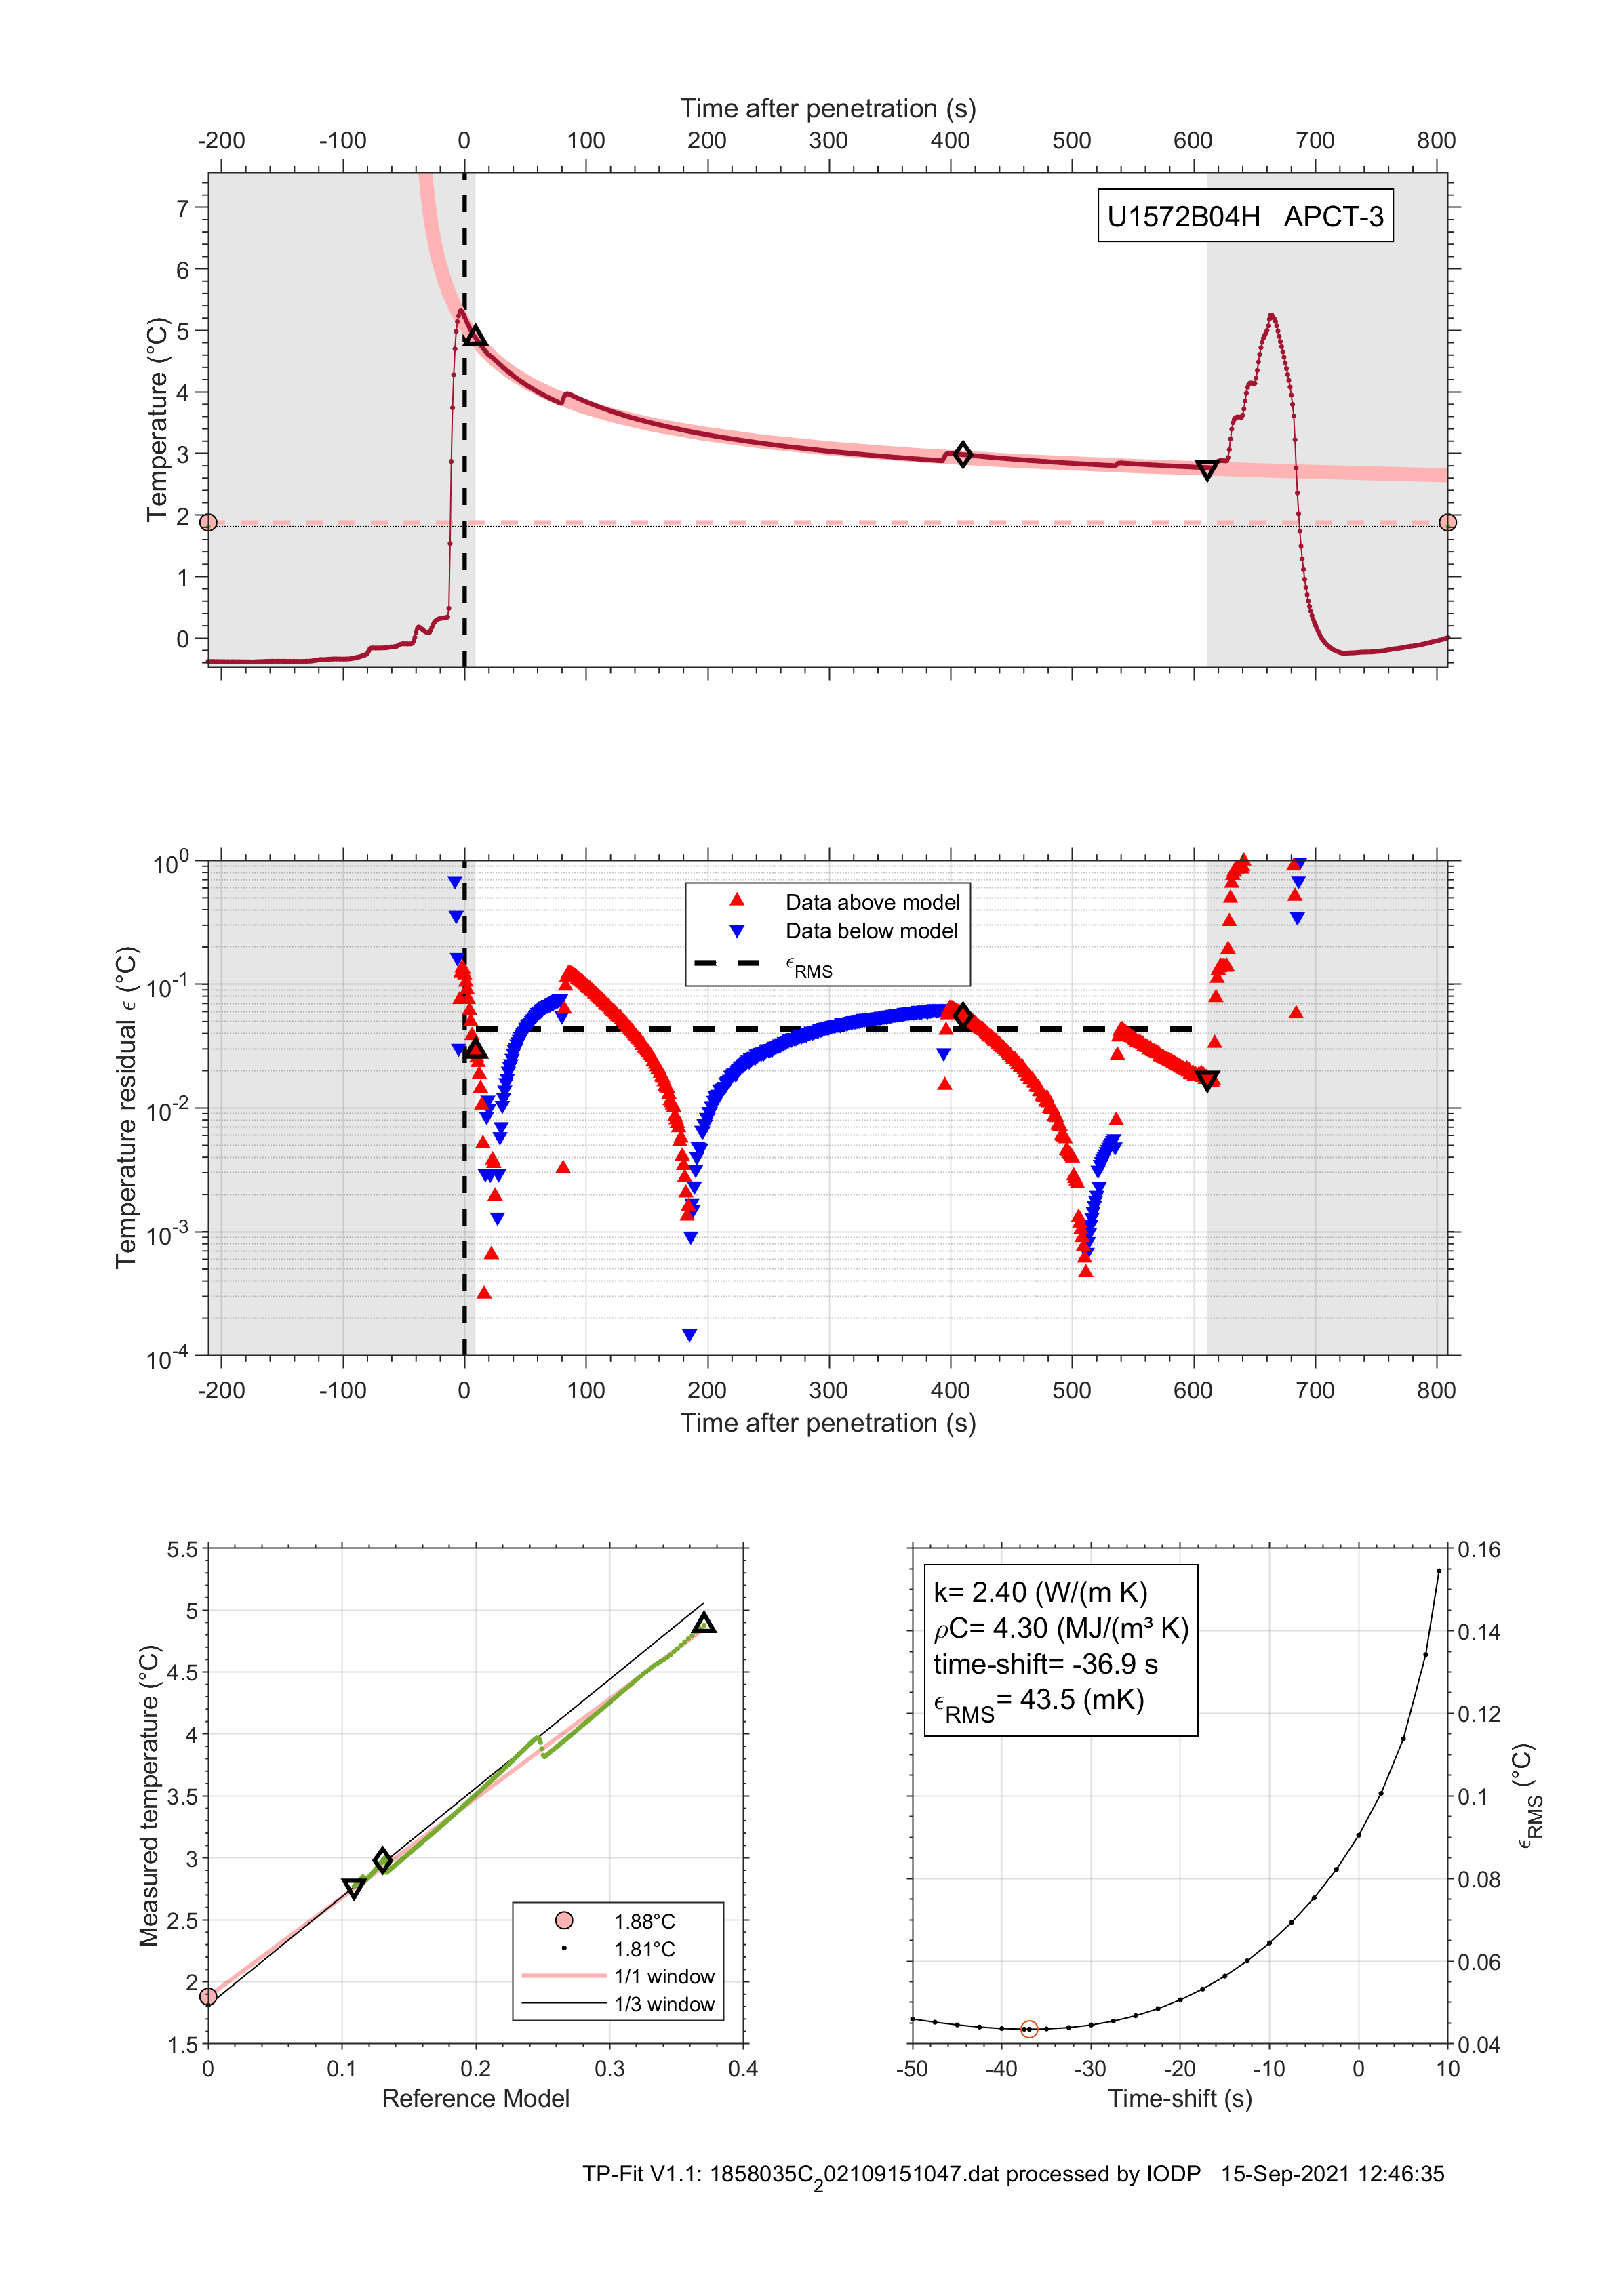 Time after penetration (s)
-200 -100 0 100 200 300 400 500 600 700 800
U1572B04H APCT-3
7
6
5
4
3
2
1
0
Temperature (°C)
10⁰
10⁻¹
10⁻²
10⁻³
10⁻⁴
Temperature residual ϵ (°C)
Data above model
Data below model
ϵRMS
-200 -100 0 100 200 300 400 500 600 700 800
Time after penetration (s)
5.5
5
4.5
4
3.5
3
2.5
2
1.5
Measured temperature (°C)
1.88°C
1.81°C
1/1 window
1/3 window
0 0.1 0.2 0.3 0.4
Reference Model
k= 2.40 (W/(m K)
ρC= 4.30 (MJ/(m³ K)
time-shift= -36.9 s
ϵRMS= 43.5 (mK)
0.16
0.14
0.12
0.1
0.08
0.06
0.04
ϵRMS (°C)
-50 -40 -30 -20 -10 0 10
Time-shift (s)
TP-Fit V1.1: 1858035C₂02109151047.dat processed by IODP 15-Sep-2021 12:46:35